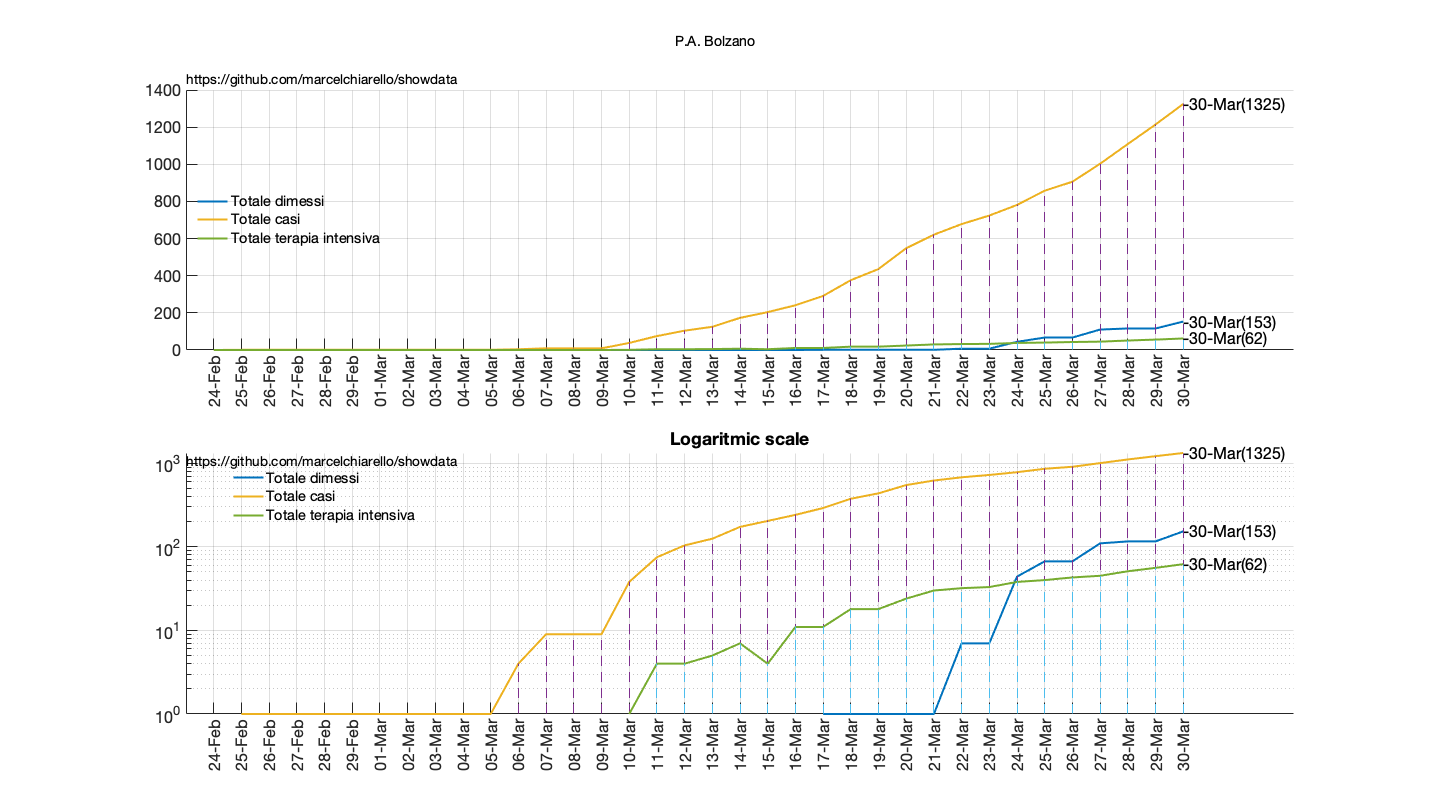 P.A. Bolzano
https://github.com/marcelchiarello/showdata
1400
1200
1000
800
600
400
200
0
Totale dimessi
Totale casi
Totale terapia intensiva
-30-Mar(1325)
-30-Mar(153)
-30-Mar(62)
24-Feb
25-Feb
26-Feb
27-Feb
28-Feb
29-Feb
01-Mar
02-Mar
03-Mar
04-Mar
05-Mar
06-Mar
07-Mar
08-Mar
09-Mar
10-Mar
11-Mar
12-Mar
13-Mar
14-Mar
15-Mar
16-Mar
17-Mar
18-Mar
19-Mar
20-Mar
21-Mar
22-Mar
23-Mar
24-Mar
25-Mar
26-Mar
27-Mar
28-Mar
29-Mar
30-Mar
Logaritmic scale
https://github.com/marcelchiarello/showdata
10³
10²
10¹
10⁰
Totale dimessi
Totale casi
Totale terapia intensiva
-30-Mar(1325)
-30-Mar(153)
-30-Mar(62)
24-Feb
25-Feb
26-Feb
27-Feb
28-Feb
29-Feb
01-Mar
02-Mar
03-Mar
04-Mar
05-Mar
06-Mar
07-Mar
08-Mar
09-Mar
10-Mar
11-Mar
12-Mar
13-Mar
14-Mar
15-Mar
16-Mar
17-Mar
18-Mar
19-Mar
20-Mar
21-Mar
22-Mar
23-Mar
24-Mar
25-Mar
26-Mar
27-Mar
28-Mar
29-Mar
30-Mar